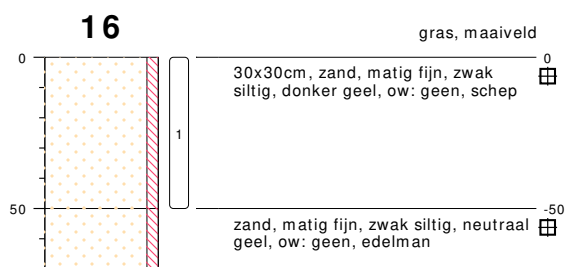 16
gras, maaiveld
0
0
30x30cm, zand, matig fijn, zwak
siltig, donker geel, ow: geen, schep
1
50
-50
zand, matig fijn, zwak siltig, neutraal
geel, ow: geen, edelman